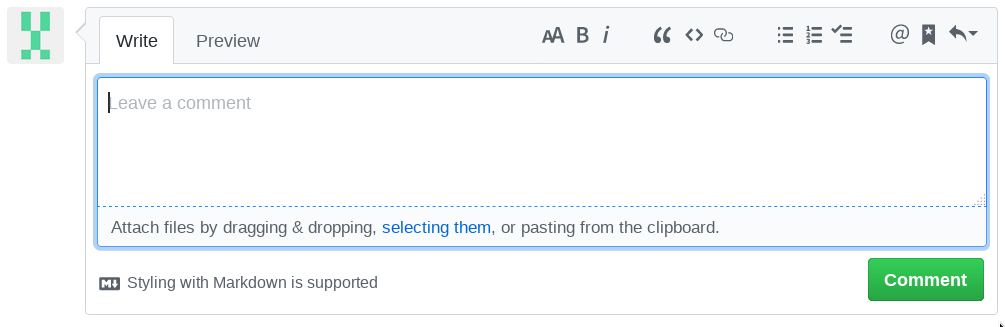 Write Preview
Leave a comment
Attach files by dragging & dropping, selecting them, or pasting from the clipboard.
Styling with Markdown is supported
Comment